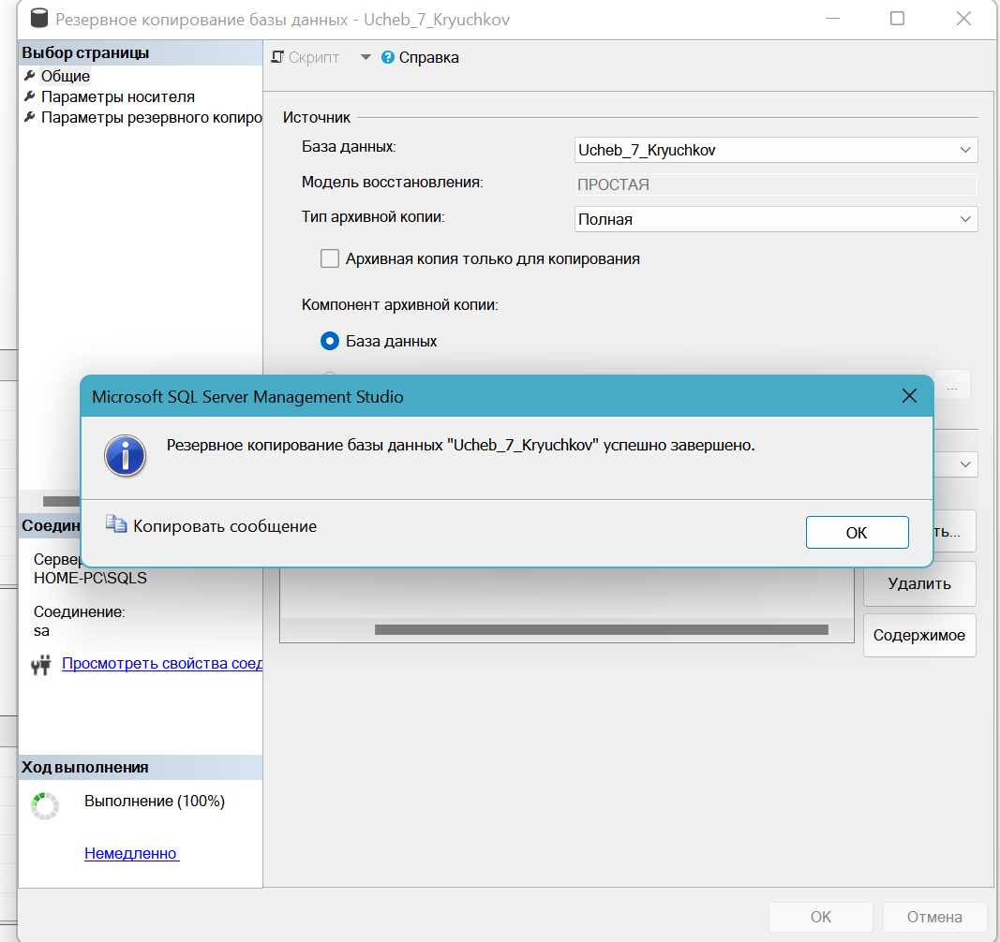 Резервное копирование базы данных - Ucheb_7_Kryuchkov
Выбор страницы
Общие
Параметры носителя
Параметры резервного копиро
Скрипт
Справка
Источник
База данных:
Ucheb_7_Kryuchkov
Модель восстановления:
ПРОСТАЯ
Тип архивной копии:
Полная
Архивная копия только для копирования
Компонент архивной копии:
База данных
...
Microsoft SQL Server Management Studio
Резервное копирование базы данных "Ucheb_7_Kryuchkov" успешно завершено.
Копировать сообщение
ОК
ть...
Удалить
Содержимое
Соедин
Сервер
HOME-PC\SQLS
Соединение:
sa
Просмотреть свойства соед
Ход выполнения
Выполнение (100%)
Немедленно
ОК
Отмена